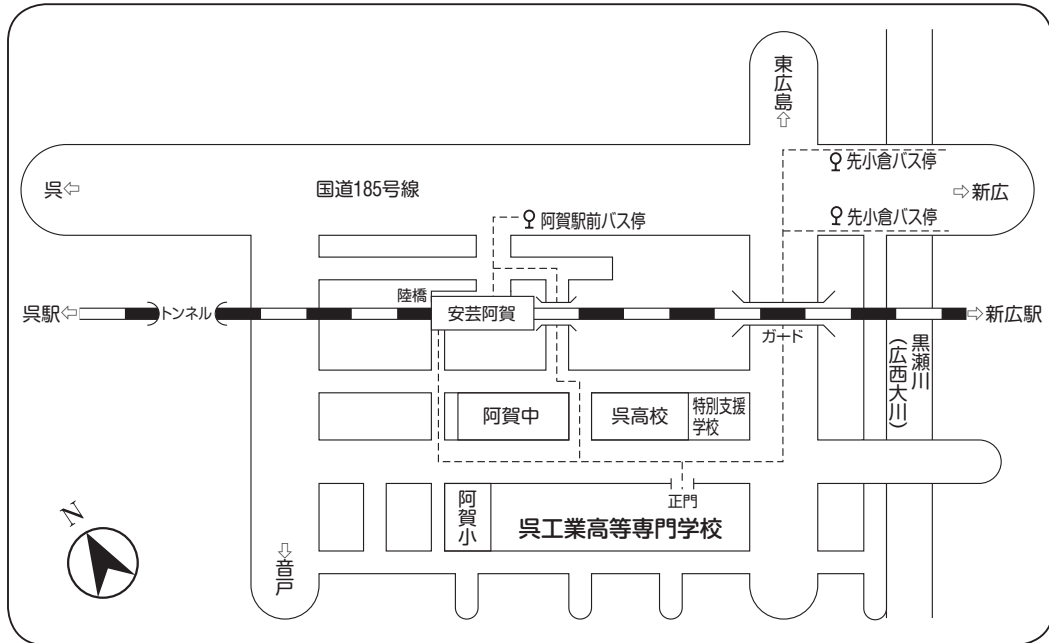 東広島
⇧
先小倉バス停
呉⇦
国道185号線
⇨新広
阿賀駅前バス停
先小倉バス停
陸橋
呉駅⇦
トンネル
安芸阿賀
⇨新広駅
ガード
黒瀬川
(広西大川)
阿賀中
呉高校
特別支援
学校
阿賀小
正門
呉工業高等専門学校
N
⇩
音戸